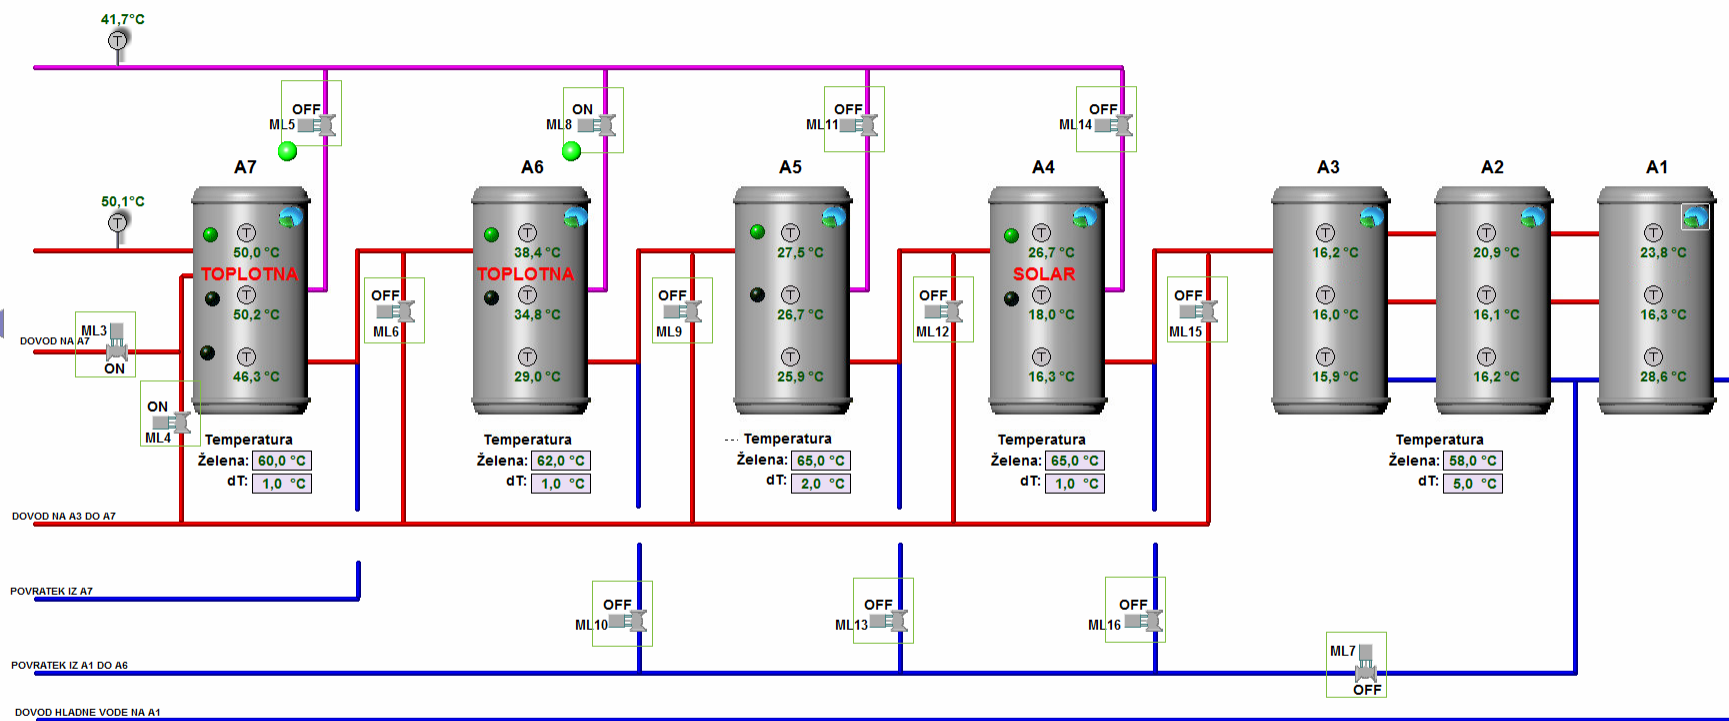 41,7°C
OFF
ML5
ON
ML8
OFF
ML11
OFF
ML14
A7
A6
A5
A4
A3
A2
A1
50,1°C
T
50,0 °C
TOPLOTNA
50,2 °C
46,3 °C
38,4 °C
TOPLOTNA
34,8 °C
29,0 °C
27,5 °C
26,7 °C
25,9 °C
26,7 °C
SOLAR
18,0 °C
16,3 °C
16,2 °C
16,0 °C
15,9 °C
20,9 °C
16,1 °C
16,2 °C
23,8 °C
16,3 °C
28,6 °C
ML3
ON
DOVOD NA A7
ON
ML4
OFF
ML6
OFF
ML9
OFF
ML12
OFF
ML15
Temperatura
Želena: 60,0 °C
dT: 1,0 °C
Temperatura
Želena: 62,0 °C
dT: 1,0 °C
--- Temperatura
Želena: 65,0 °C
dT: 2,0 °C
Temperatura
Želena: 65,0 °C
dT: 1,0 °C
Temperatura
Želena: 58,0 °C
dT: 5,0 °C
DOVOD NA A3 DO A7
POVRATEK IZ A7
OFF
ML10
OFF
ML13
OFF
ML16
ML7
OFF
POVRATEK IZ A1 DO A6
DOVOD HLADNE VODE NA A1